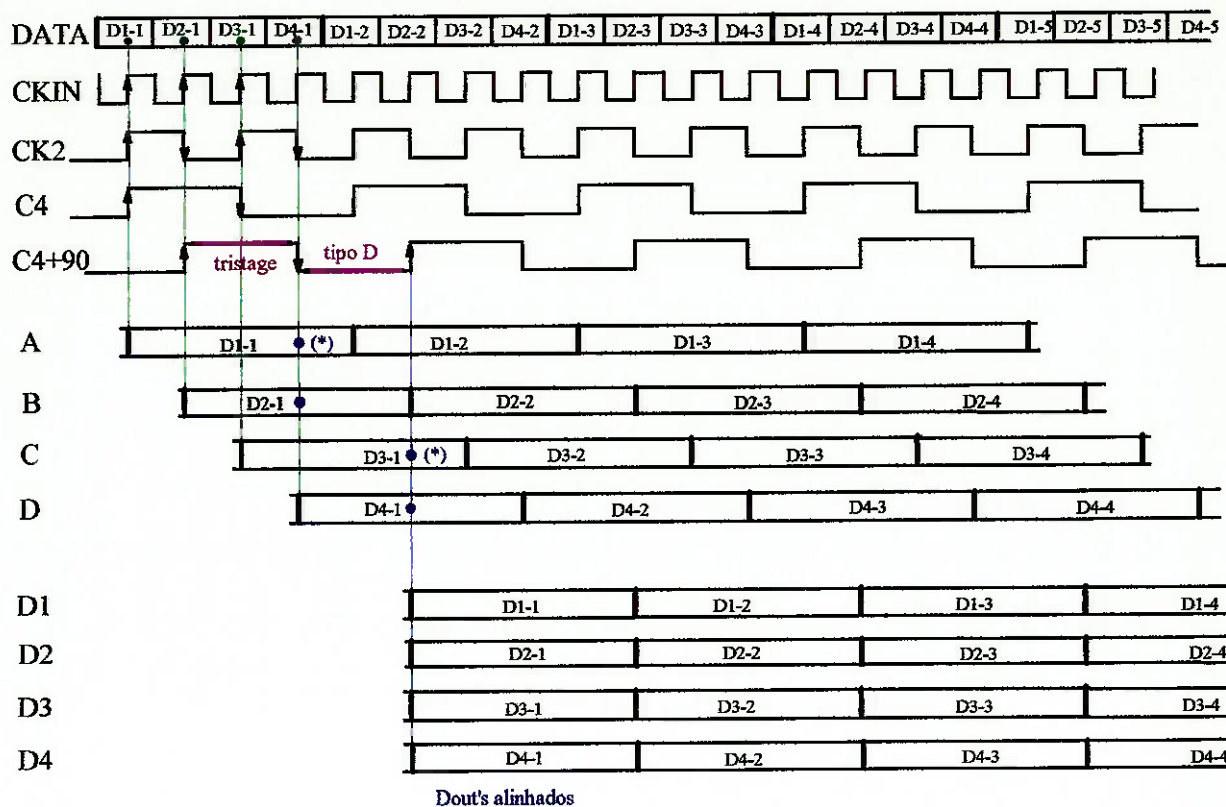 DATA D1-1 D2-1 D3-1 D4-1 D1-2 D2-2 D3-2 D4-2 D1-3 D2-3 D3-3 D4-3 D1-4 D2-4 D3-4 D4-4 D1-5 D2-5 D3-5 D4-5
CKIN
CK2
C4
C4+90 tristage tipo D
A D1-1 (*) D1-2 D1-3 D1-4
B D2-1 D2-2 D2-3 D2-4
C D3-1 (*) D3-2 D3-3 D3-4
D D4-1 D4-2 D4-3 D4-4
D1 D1-1 D1-2 D1-3 D1-4
D2 D2-1 D2-2 D2-3 D2-4
D3 D3-1 D3-2 D3-3 D3-4
D4 D4-1 D4-2 D4-3 D4-4
Dout's alinhados